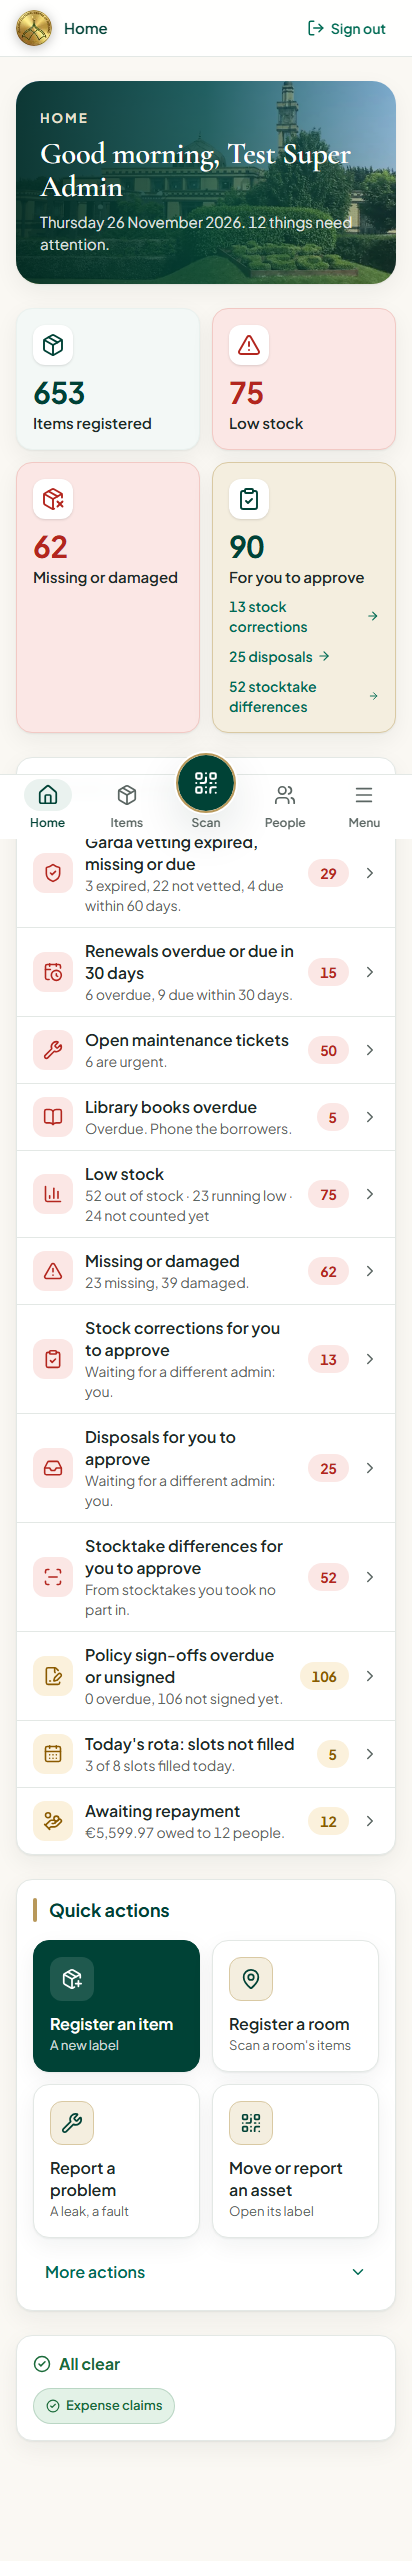 Home
Sign out
HOME
Good morning, Test Super
Admin
Thursday 26 November 2026. 12 things need
attention.
653
Items registered
75
Low stock
62
Missing or damaged
90
For you to approve
13 stock
corrections
25 disposals
52 stocktake
differences
Home
Items
Scan
People
Menu
Garda vetting expired,
missing or due
3 expired, 22 not vetted, 4 due
within 60 days.
29
Renewals overdue or due in
30 days
6 overdue, 9 due within 30 days.
15
Open maintenance tickets
6 are urgent.
50
Library books overdue
Overdue. Phone the borrowers.
5
Low stock
52 out of stock · 23 running low ·
24 not counted yet
75
Missing or damaged
23 missing, 39 damaged.
62
Stock corrections for you
to approve
Waiting for a different admin:
you.
13
Disposals for you to
approve
Waiting for a different admin:
you.
25
Stocktake differences for
you to approve
From stocktakes you took no
part in.
52
Policy sign-offs overdue
or unsigned
0 overdue, 106 not signed yet.
106
Today's rota: slots not filled
3 of 8 slots filled today.
5
Awaiting repayment
€5,599.97 owed to 12 people.
12
Quick actions
Register an item
A new label
Register a room
Scan a room's items
Report a
problem
A leak, a fault
Move or report
an asset
Open its label
More actions
All clear
Expense claims